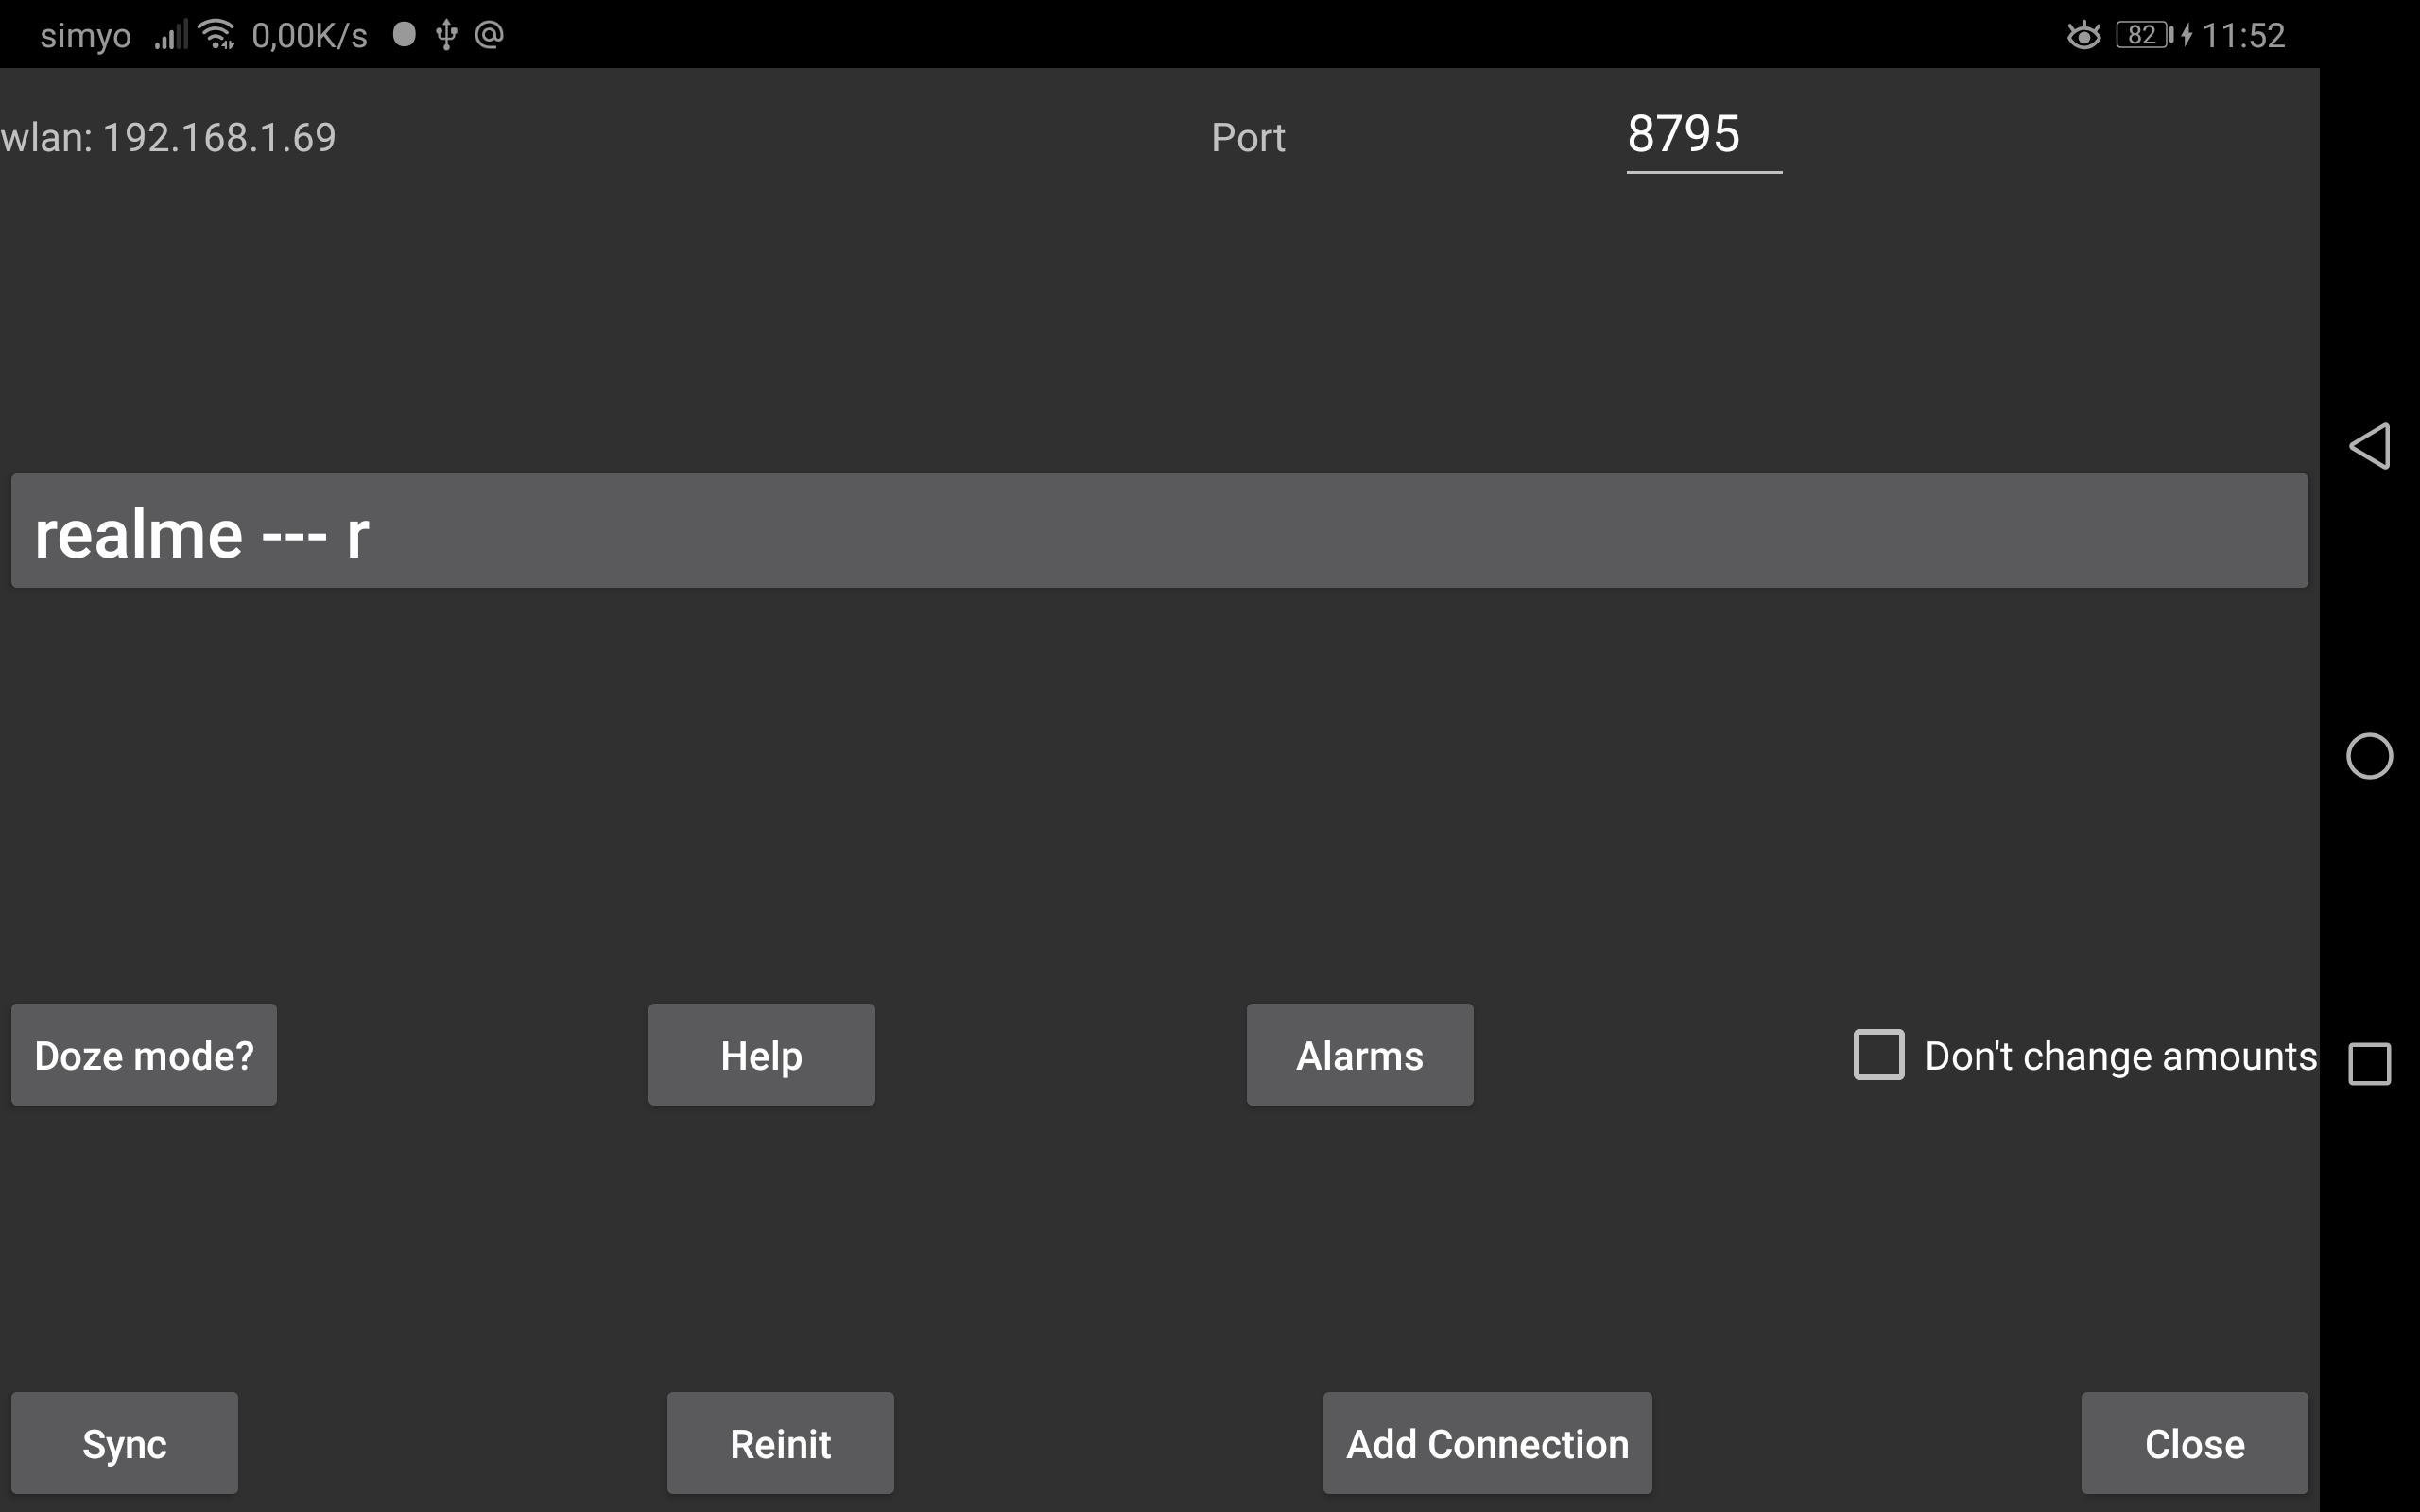 simyo 0,00K/s 82 11:52
wlan: 192.168.1.69 Port 8795
realme --- r
Doze mode? Help Alarms Don't change amounts
Sync Reinit Add Connection Close